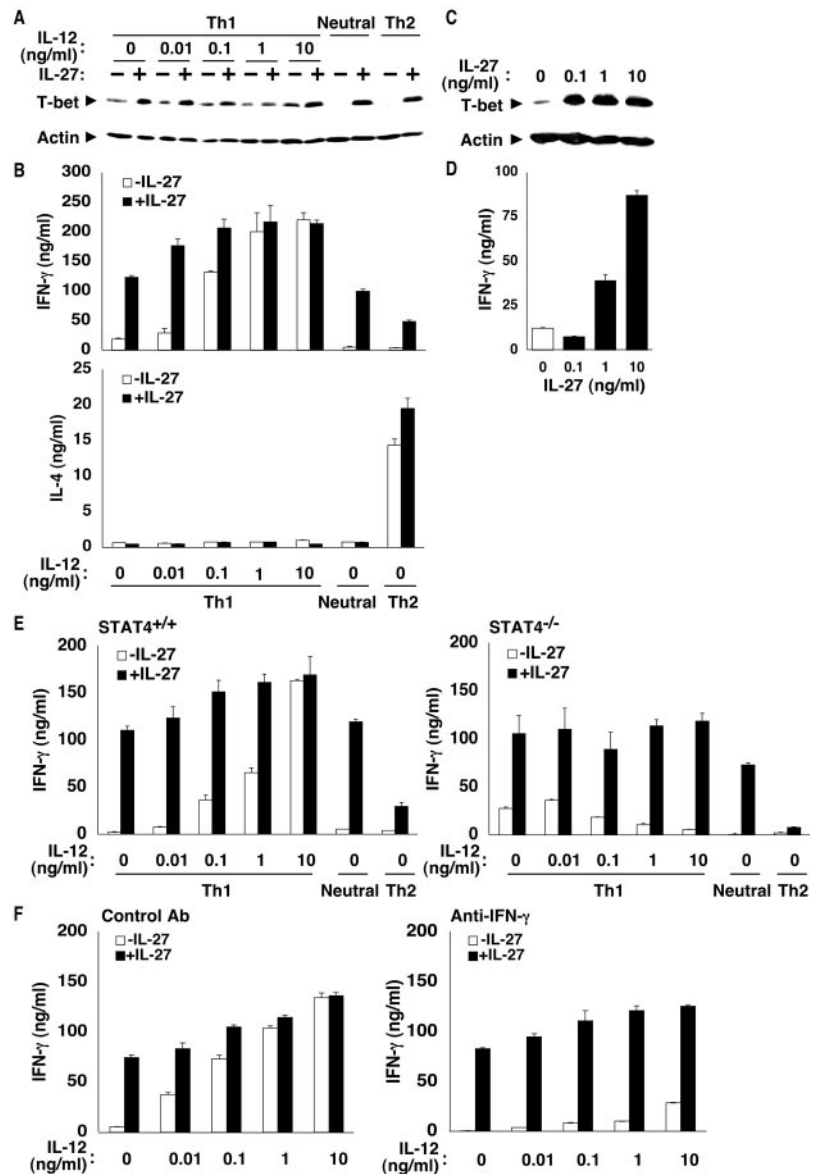 A
Th1 Neutral Th2
IL-12 (ng/ml) : 0 0.01 0.1 1 10 0 0
IL-27: − + − + − + − + − + − + − +
T-bet ►
Actin ►
C
IL-27 (ng/ml) : 0 0.1 1 10
T-bet ►
Actin ►
B
300
250
200
150
100
50
0
IFN-γ (ng/ml)
-IL-27
+IL-27
25
20
15
10
5
0
IL-4 (ng/ml)
-IL-27
+IL-27
IL-12 (ng/ml) : 0 0.01 0.1 1 10 0 0
Th1 Neutral Th2
D
100
75
50
25
0
IFN-γ (ng/ml)
0 0.1 1 10
IL-27 (ng/ml)
E
STAT4+/+
200
150
100
50
0
IFN-γ (ng/ml)
-IL-27
+IL-27
IL-12 (ng/ml) : 0 0.01 0.1 1 10 0 0
Th1 Neutral Th2
STAT4-/-
200
150
100
50
0
IFN-γ (ng/ml)
-IL-27
+IL-27
IL-12 (ng/ml) : 0 0.01 0.1 1 10 0 0
Th1 Neutral Th2
F
Control Ab
200
150
100
50
0
IFN-γ (ng/ml)
-IL-27
+IL-27
IL-12 (ng/ml) : 0 0.01 0.1 1 10
Anti-IFN-γ
200
150
100
50
0
IFN-γ (ng/ml)
-IL-27
+IL-27
IL-12 (ng/ml) : 0 0.01 0.1 1 10